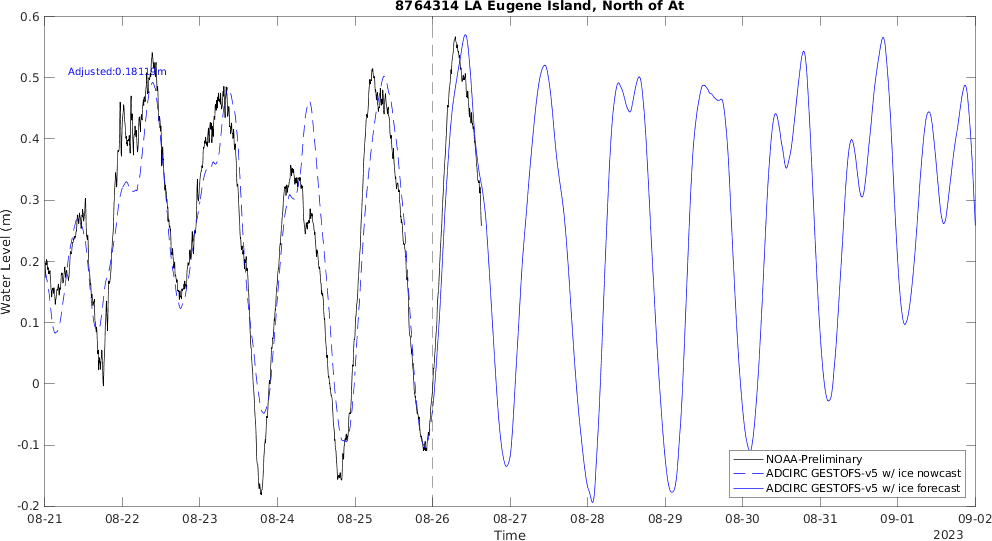 8764314 LA Eugene Island, North of At
Water Level (m)
0.6
0.5
0.4
0.3
0.2
0.1
0
-0.1
-0.2
NOAA-Preliminary
ADCIRC GESTOFS-v5 w/ ice nowcast
ADCIRC GESTOFS-v5 w/ ice forecast
08-21 08-22 08-23 08-24 08-25 08-26 08-27 08-28 08-29 08-30 08-31 09-01 09-02
Time
2023